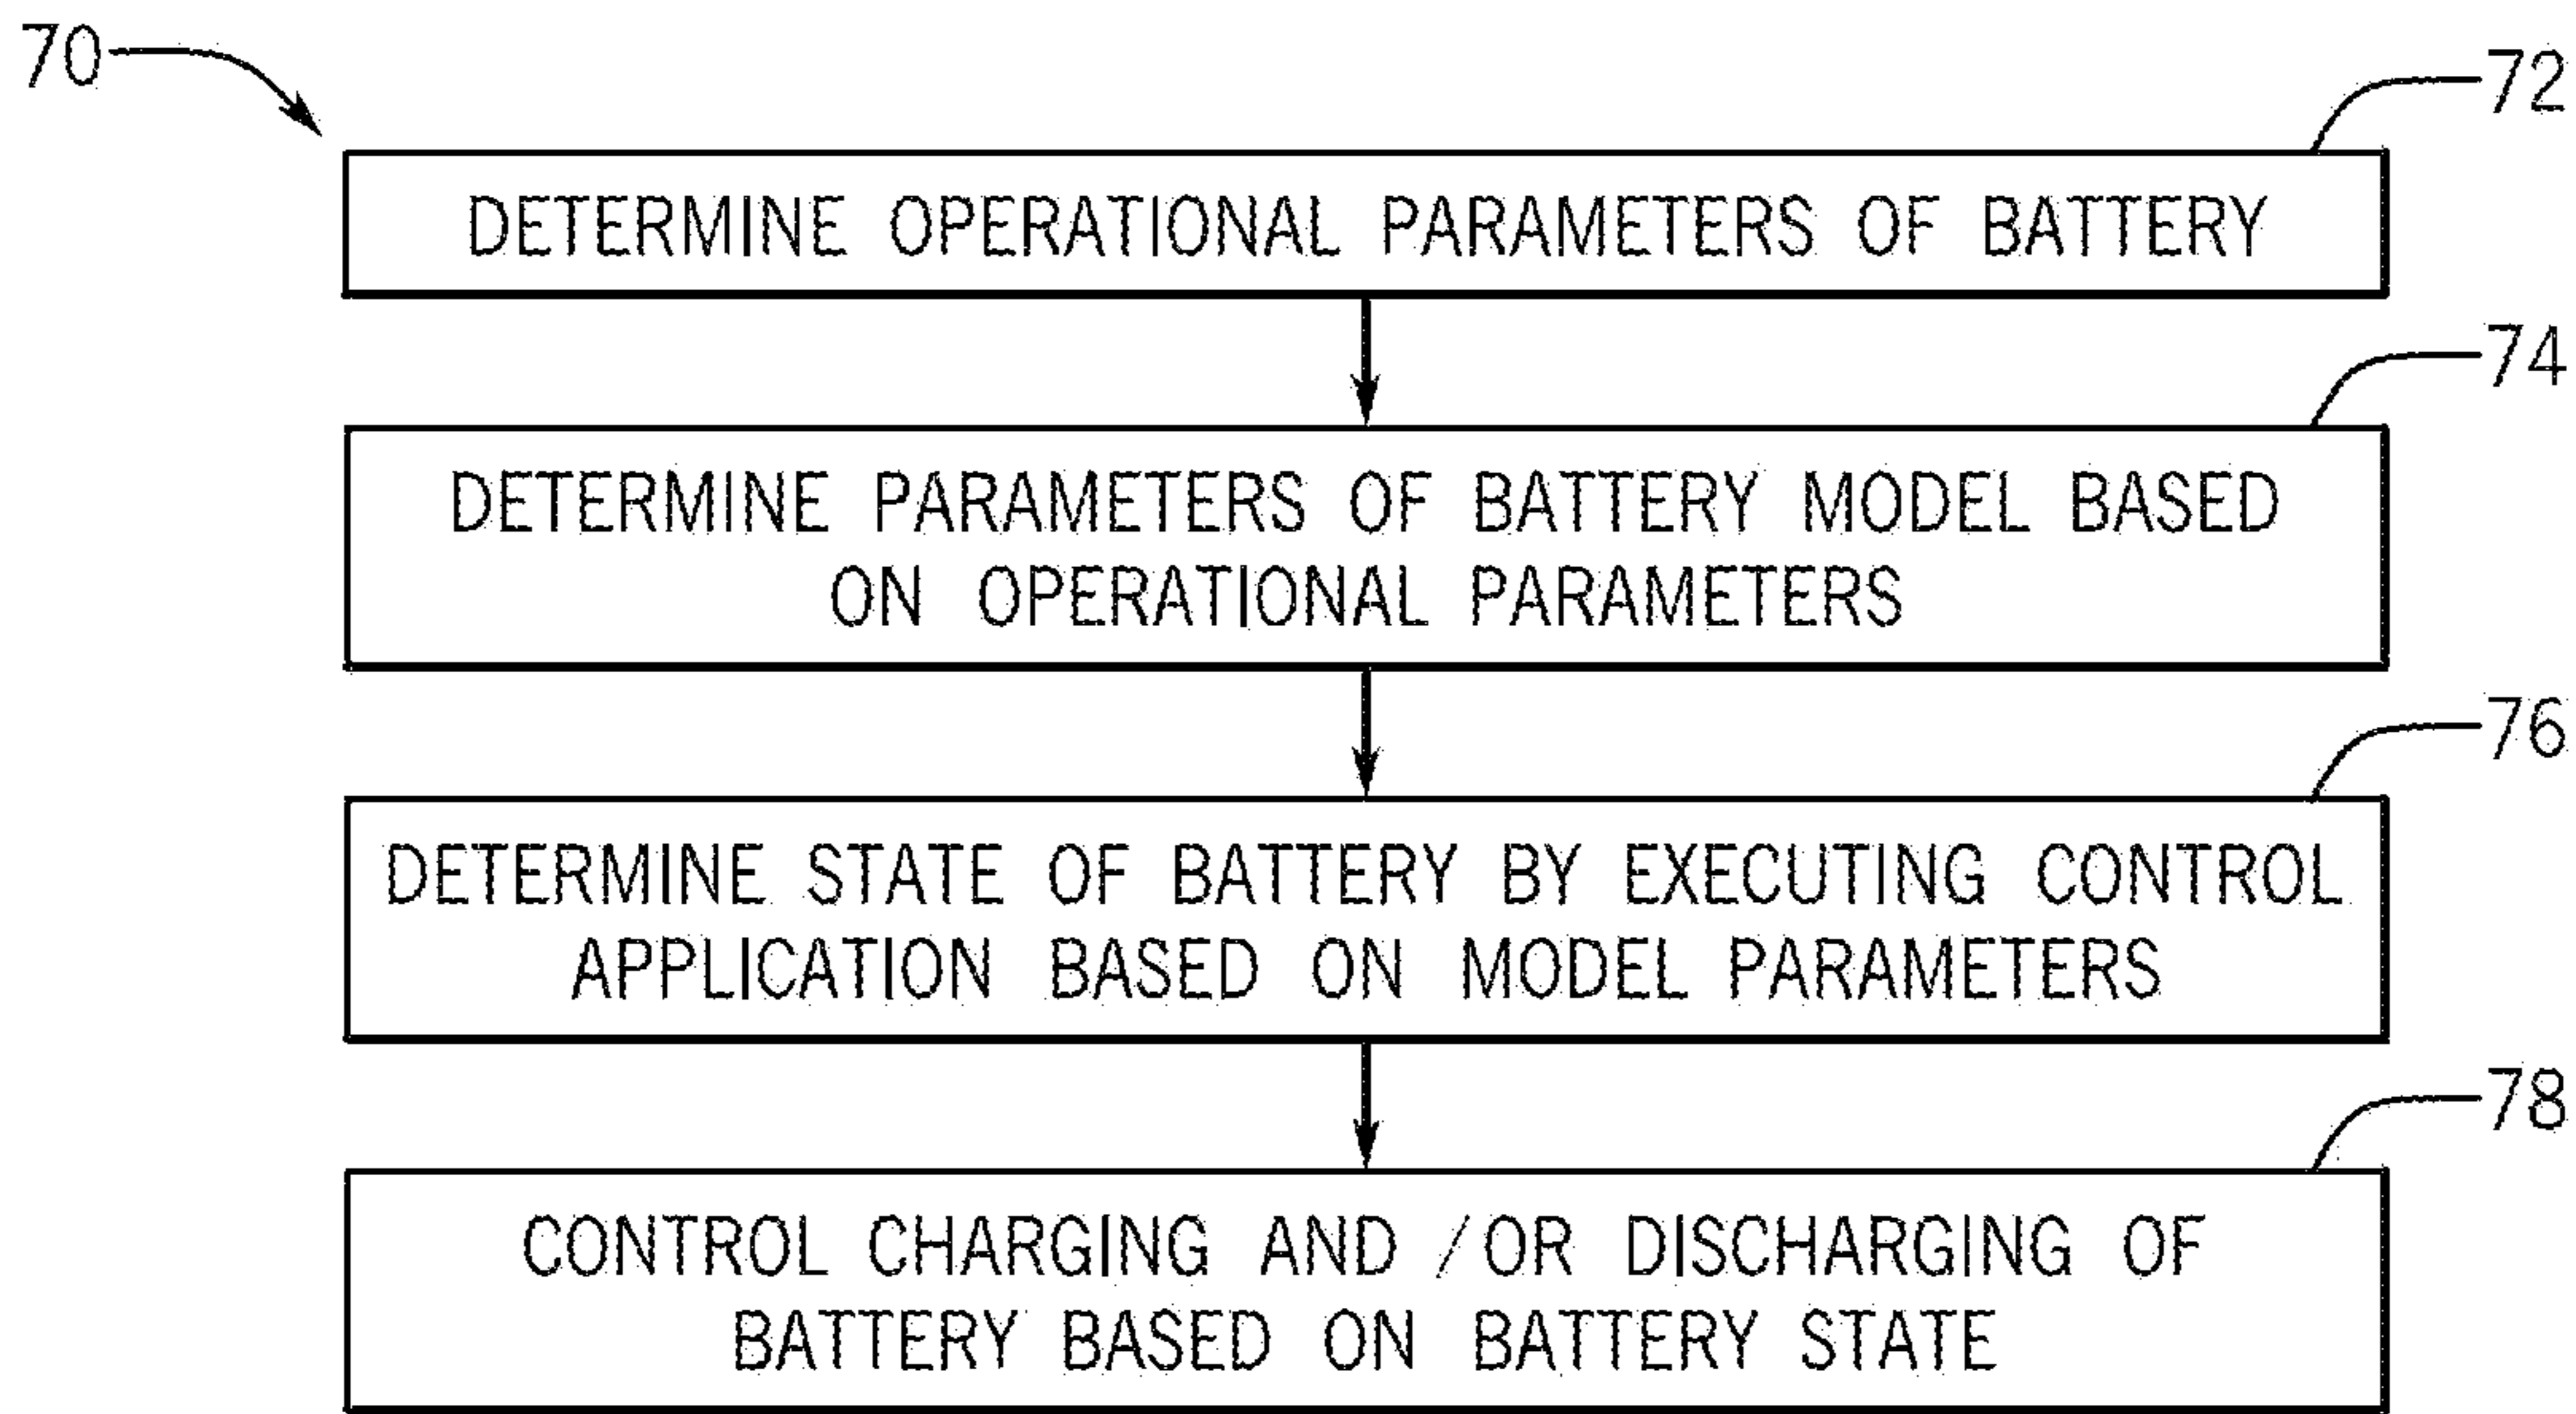 70
72
DETERMINE OPERATIONAL PARAMETERS OF BATTERY
74
DETERMINE PARAMETERS OF BATTERY MODEL BASED
ON OPERATIONAL PARAMETERS
76
DETERMINE STATE OF BATTERY BY EXECUTING CONTROL
APPLICATION BASED ON MODEL PARAMETERS
78
CONTROL CHARGING AND /OR DISCHARGING OF
BATTERY BASED ON BATTERY STATE